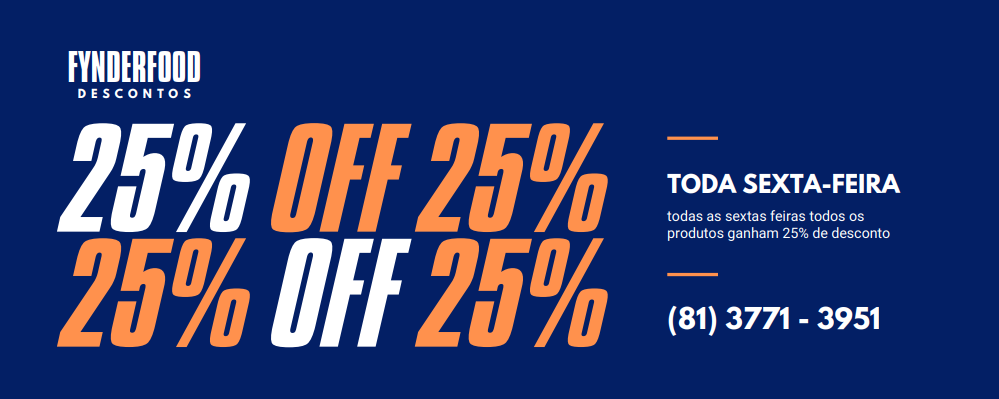 FYNDERFOOD
DESCONTOS
25% OFF 25%
25% OFF 25%
TODA SEXTA-FEIRA
todas as sextas feiras todos os
produtos ganham 25% de desconto
(81) 3771 - 3951